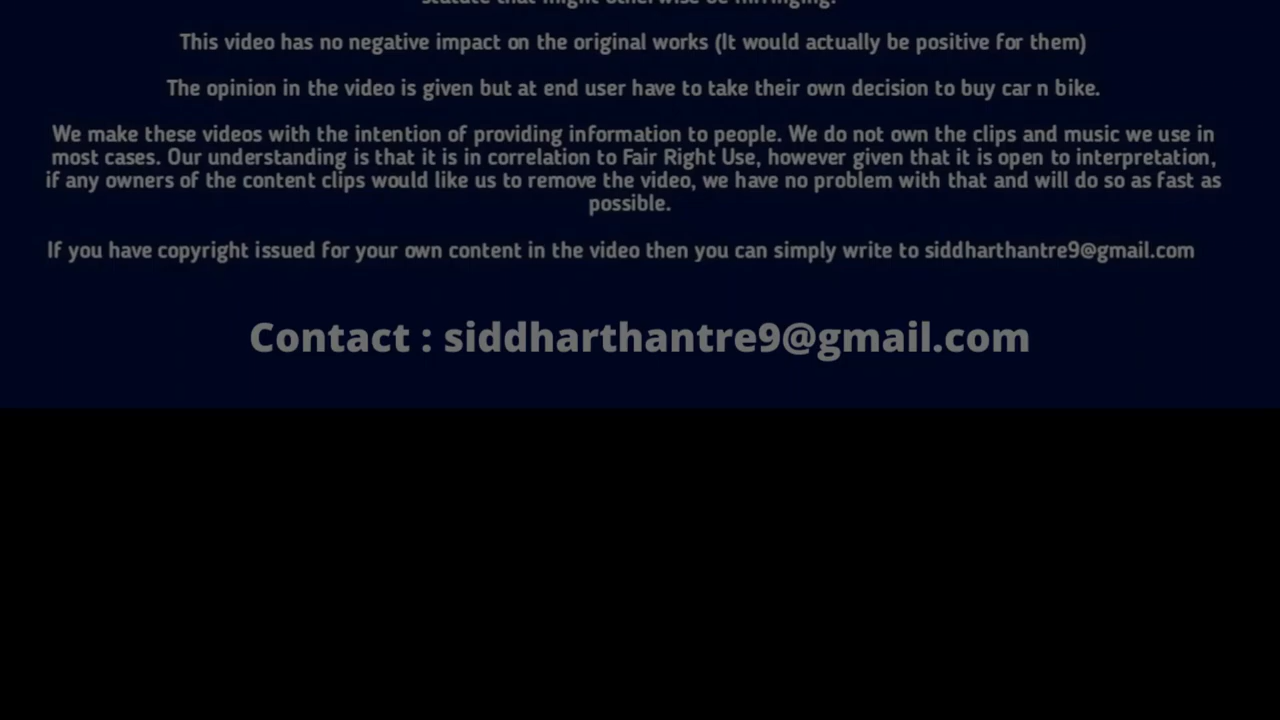 statute that might otherwise be infringing.
This video has no negative impact on the original works (It would actually be positive for them)
The opinion in the video is given but at end user have to take their own decision to buy car n bike.
We make these videos with the intention of providing information to people. We do not own the clips and music we use in
most cases. Our understanding is that it is in correlation to Fair Right Use, however given that it is open to interpretation,
if any owners of the content clips would like us to remove the video, we have no problem with that and will do so as fast as
possible.
If you have copyright issued for your own content in the video then you can simply write to siddharthantre9@gmail.com
Contact : siddharthantre9@gmail.com